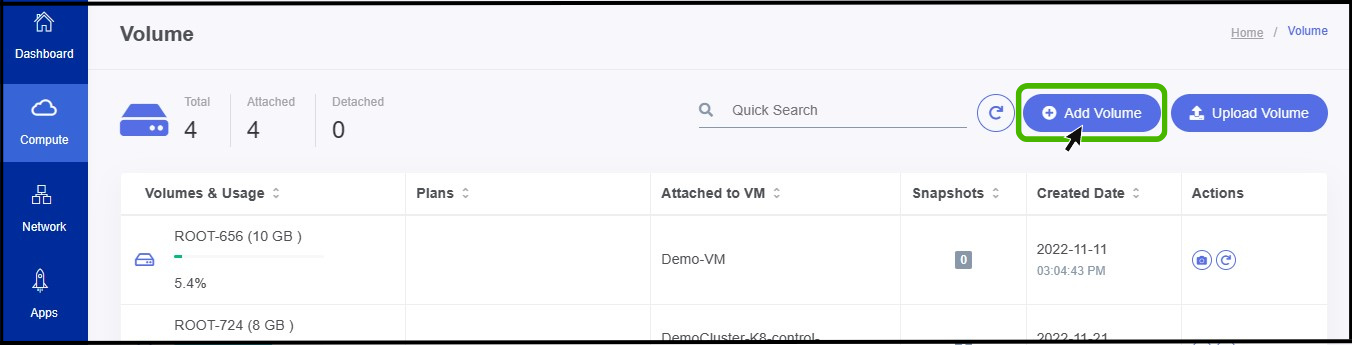 Dashboard
Compute
Network
Apps
Volume
Home / Volume
Total
4
Attached
4
Detached
0
Quick Search
Add Volume
Upload Volume
Volumes & Usage
Plans
Attached to VM
Snapshots
Created Date
Actions
ROOT-656 (10 GB )
5.4%
Demo-VM
0
2022-11-11
03:04:43 PM
ROOT-724 (8 GB )
DemoCluster-K8-control-
2022-11-21